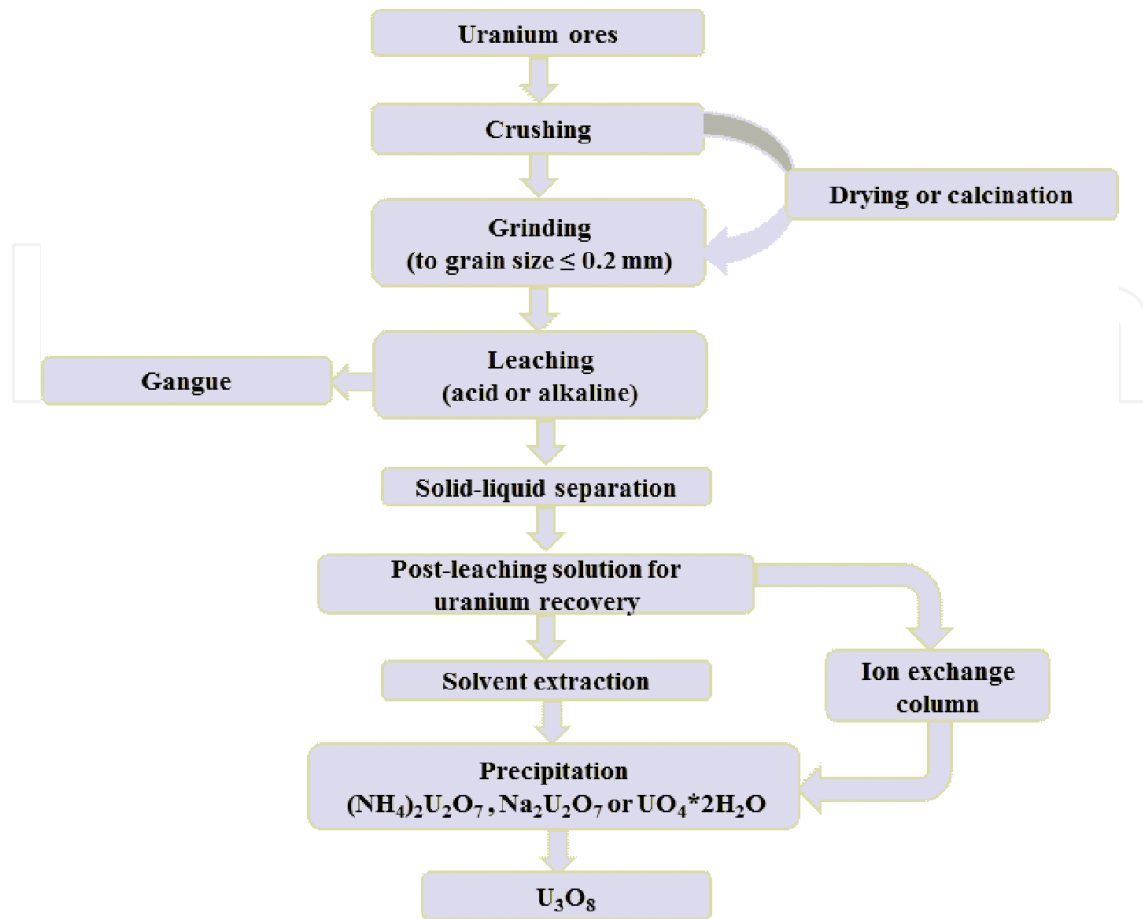 Uranium ores
Crushing
Drying or calcination
Grinding
(to grain size ≤ 0.2 mm)
Leaching
(acid or alkaline)
Gangue
Solid-liquid separation
Post-leaching solution for
uranium recovery
Solvent extraction
Ion exchange
column
Precipitation
(NH₄)₂U₂O₇ , Na₂U₂O₇ or UO₄*2H₂O
U₃O₈